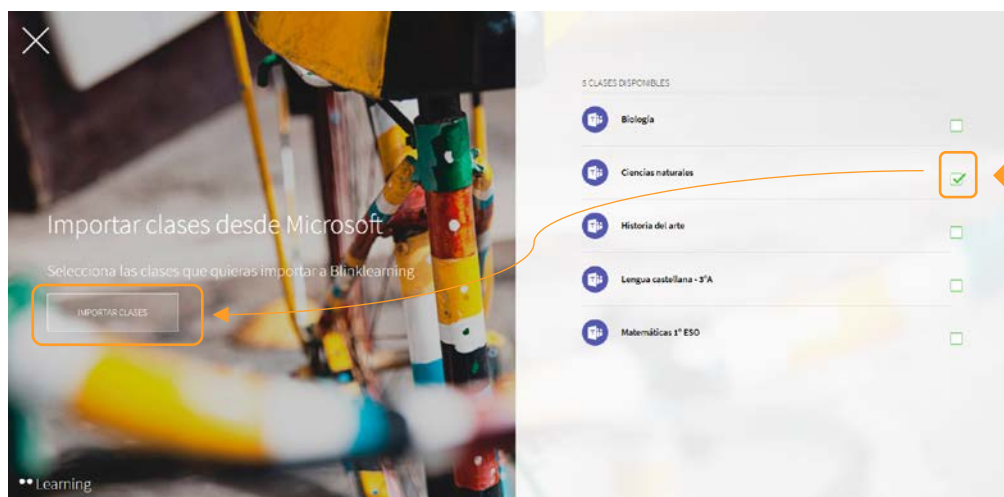 Importar clases desde Microsoft
Selecciona las clases que quieras importar a Blinklearning
IMPORTAR CLASES
Learning
5 CLASES DISPONIBLES
Biología
Ciencias naturales
Historia del arte
Lengua castellana - 3ºA
Matemáticas 1º ESO